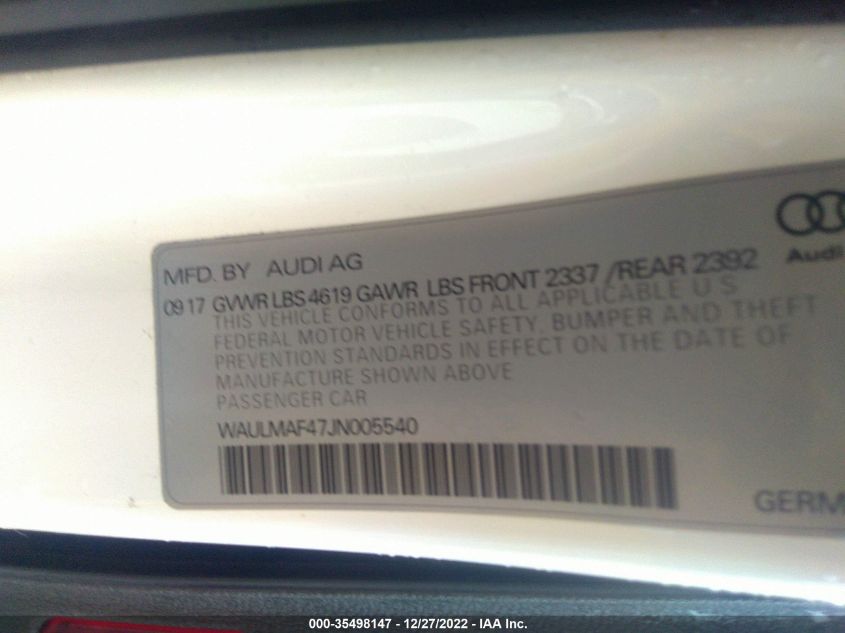 MFD. BY AUDI AG
Audi
09 17 GVWR LBS 4619 GAWR LBS FRONT 2337 /REAR 2392
THIS VEHICLE CONFORMS TO ALL APPLICABLE U S
FEDERAL MOTOR VEHICLE SAFETY, BUMPER AND THEFT
PREVENTION STANDARDS IN EFFECT ON THE DATE OF
MANUFACTURE SHOWN ABOVE
PASSENGER CAR
WAULMAF47JN005540
GERM
000-35498147 - 12/27/2022 - IAA Inc.